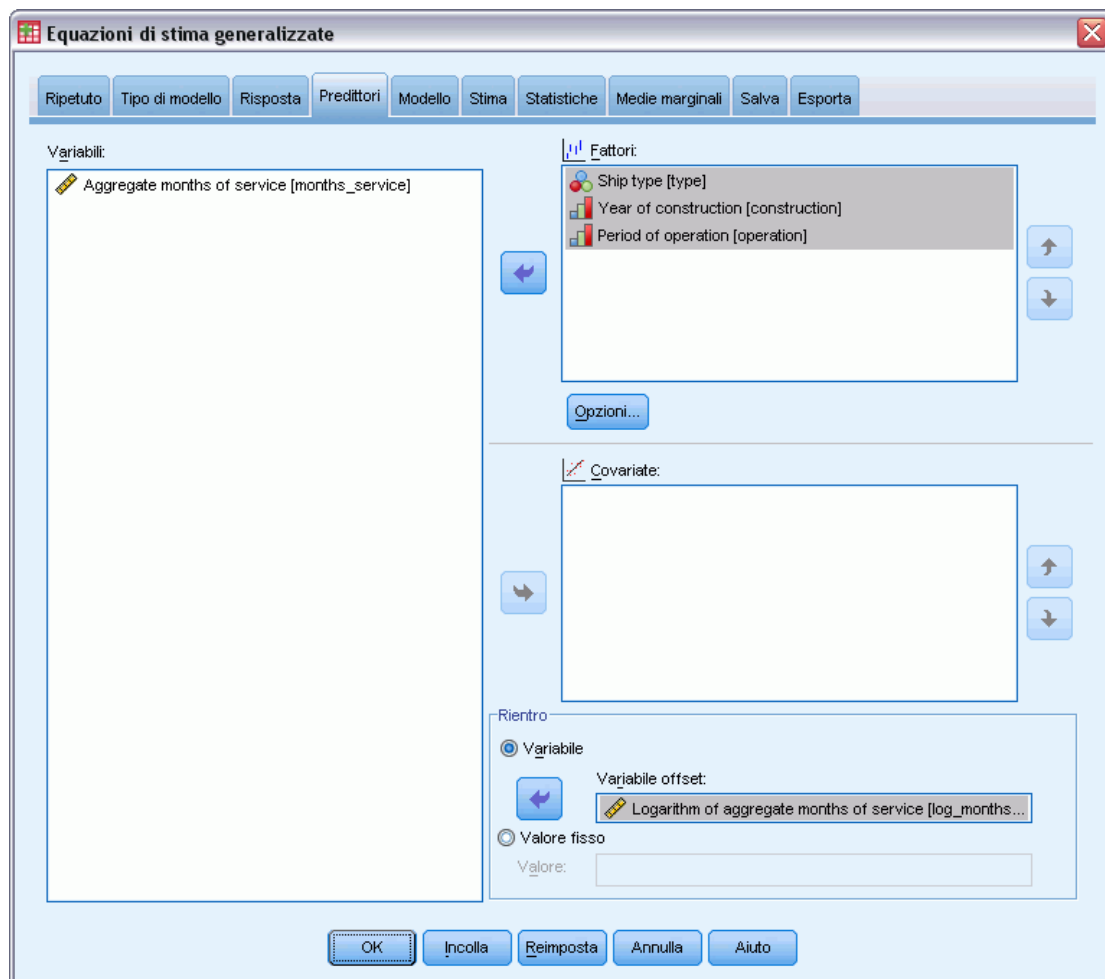 Equazioni di stima generalizzate
Ripetuto
Tipo di modello
Risposta
Predittori
Modello
Stima
Statistiche
Medie marginali
Salva
Esporta
Variabili:
Aggregate months of service [months_service]
Fattori:
Ship type [type]
Year of construction [construction]
Period of operation [operation]
Opzioni...
Covariate:
Rientro
Variabile
Variabile offset:
Logarithm of aggregate months of service [log_months...
Valore fisso
Valore:
OK
Incolla
Reimposta
Annulla
Aiuto